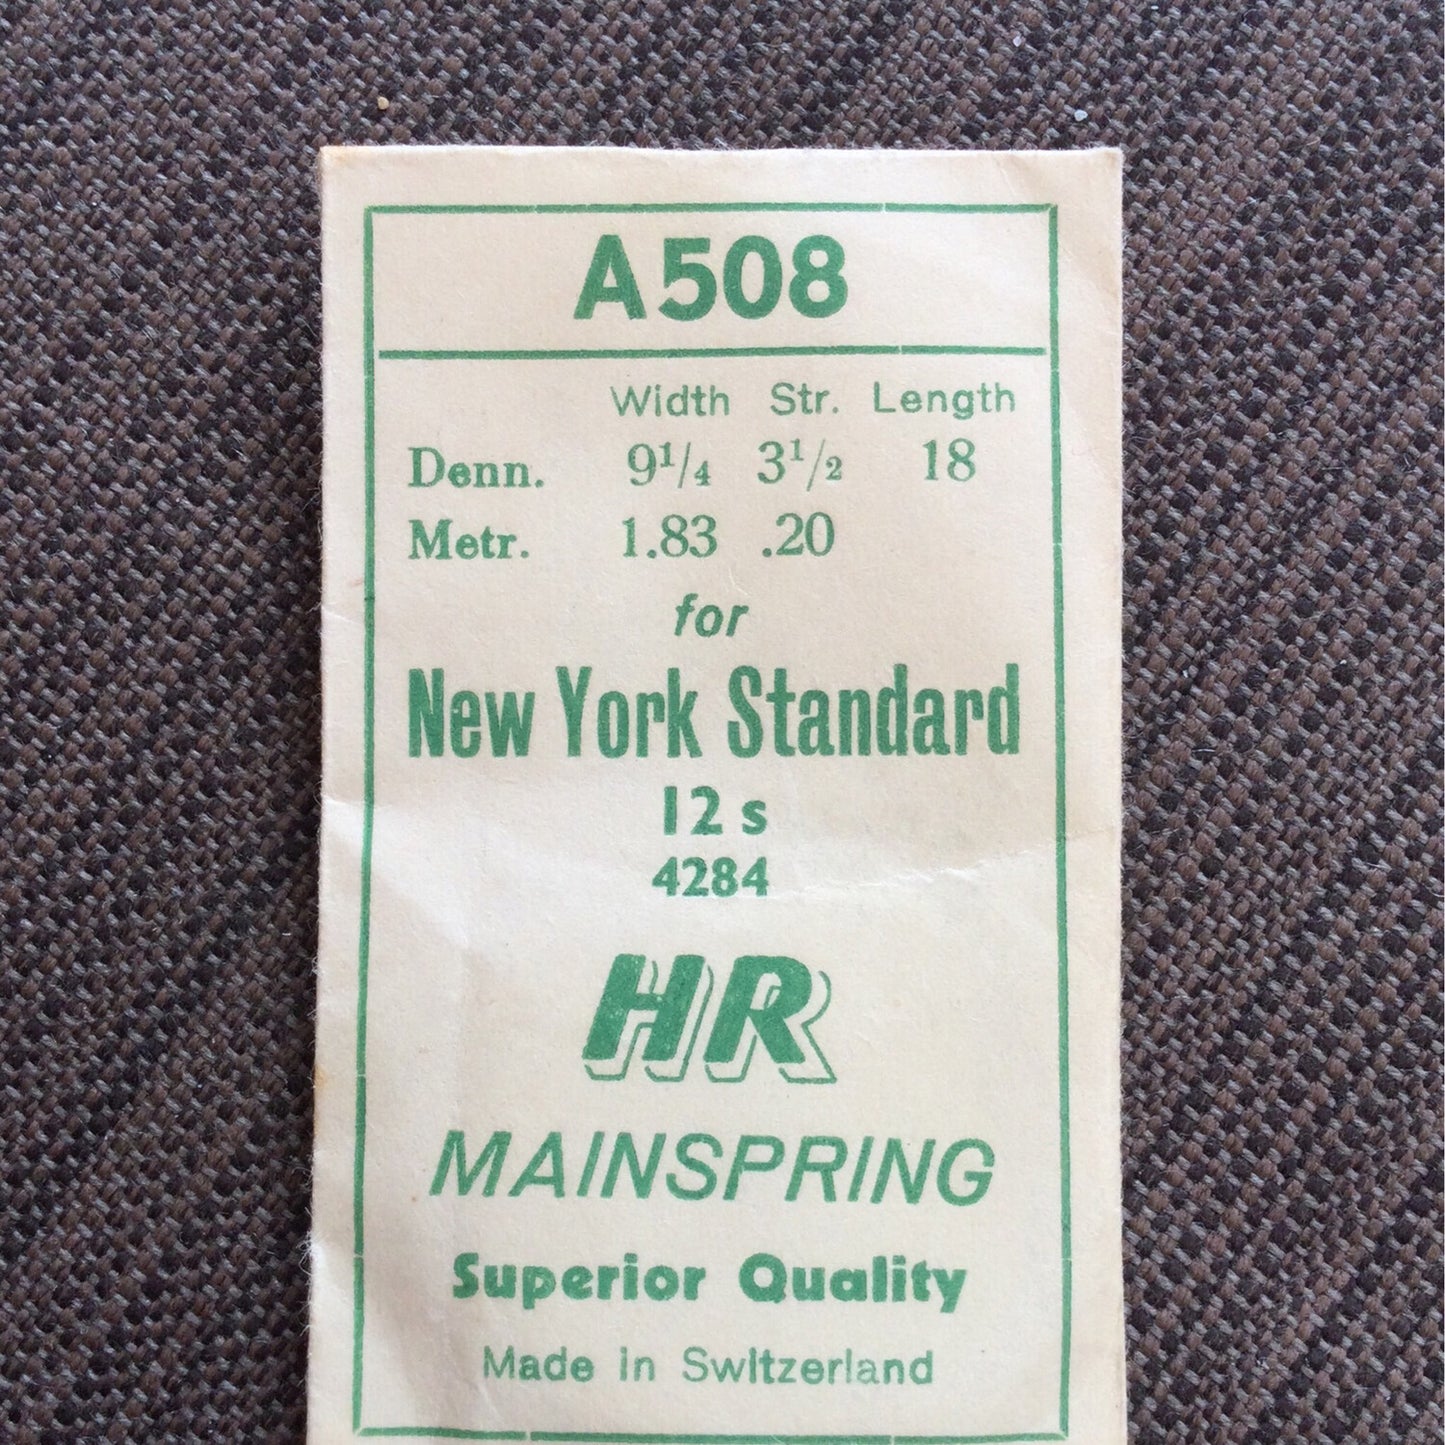 A508
Width Str. Length
Denn. 9¹/₄ 3¹/₂ 18
Metr. 1.83 .20
for
New York Standard
12 s
4284
HR
MAINSPRING
Superior Quality
Made in Switzerland